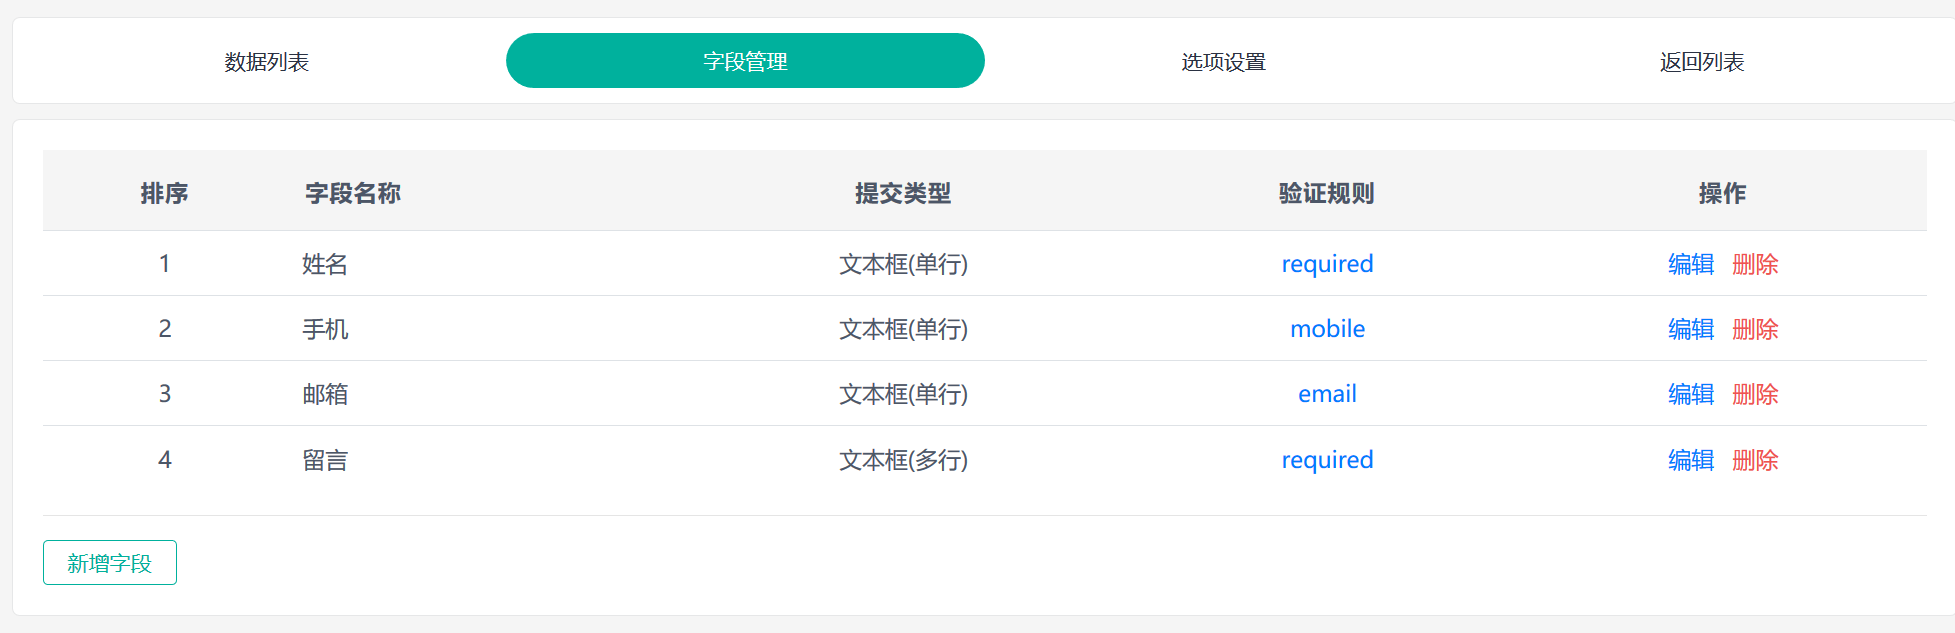 数据列表 字段管理 选项设置 返回列表
排序 字段名称 提交类型 验证规则 操作
1 姓名 文本框(单行) required 编辑 删除
2 手机 文本框(单行) mobile 编辑 删除
3 邮箱 文本框(单行) email 编辑 删除
4 留言 文本框(多行) required 编辑 删除
新增字段